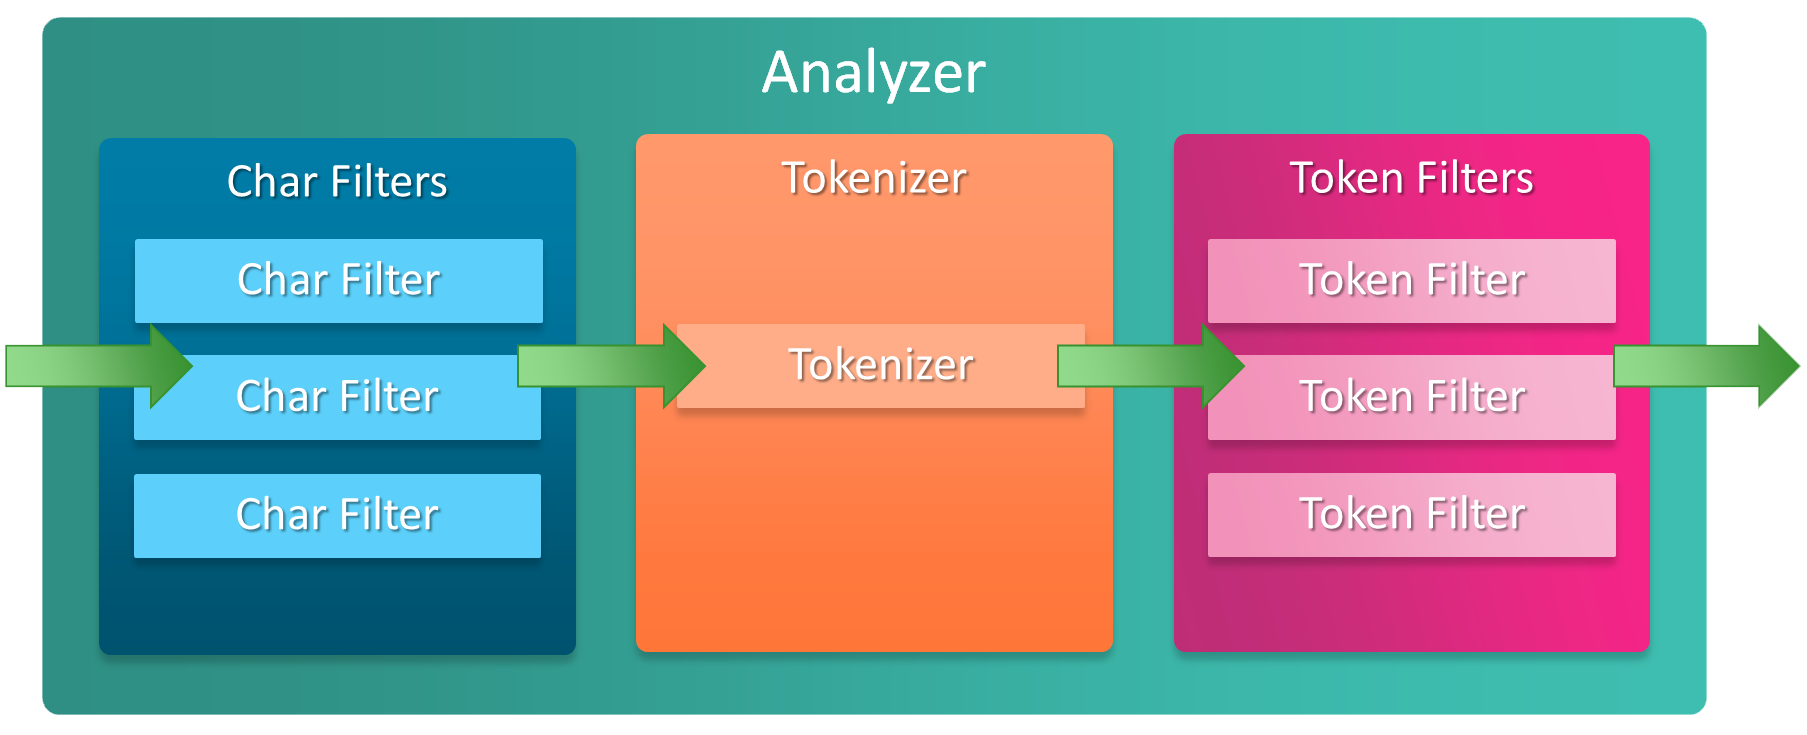 Analyzer
Char Filters
Char Filter
Char Filter
Char Filter
Tokenizer
Tokenizer
Token Filters
Token Filter
Token Filter
Token Filter